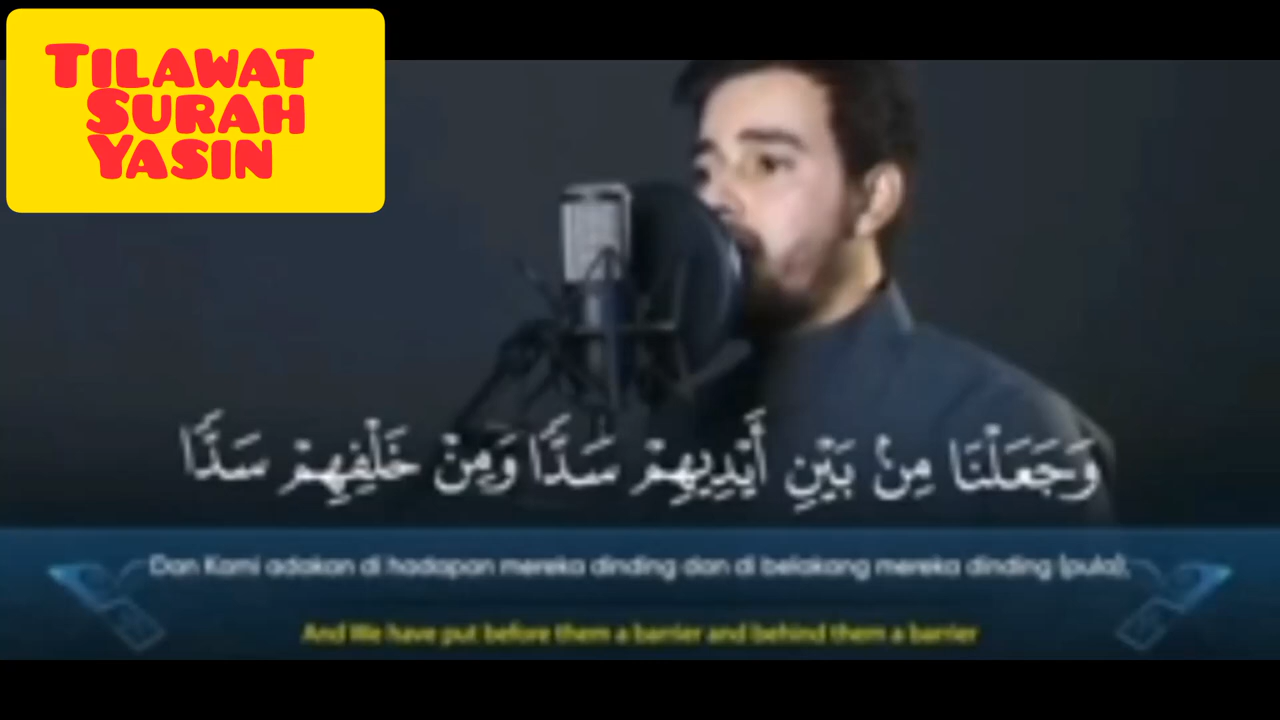 TILAWAT
SURAH
YASIN
وَجَعَلْنَا مِنْ بَيْنِ أَيْدِيهِمْ سَدًّا وَمِنْ خَلْفِهِمْ سَدًّا
Dan Kami adakan di hadapan mereka dinding dan di belakang mereka dinding (pula),
And We have put before them a barrier and behind them a barrier